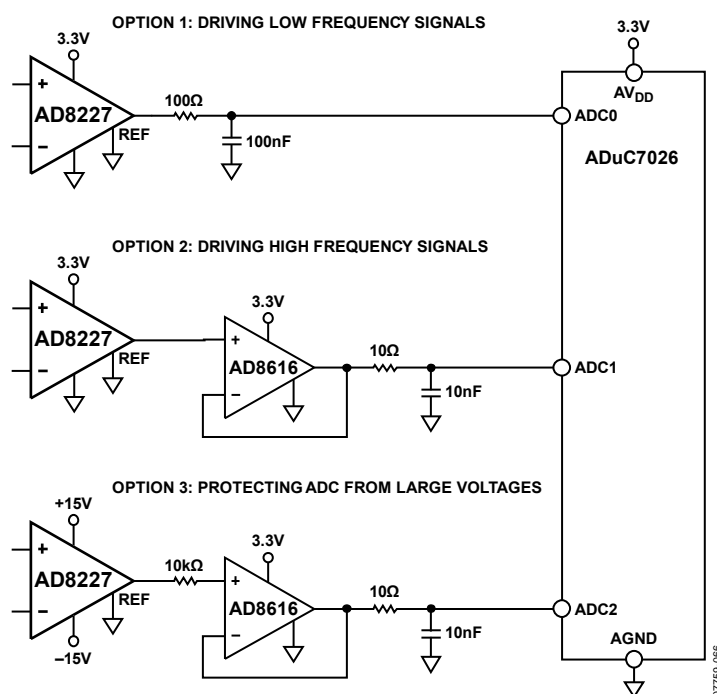 OPTION 1: DRIVING LOW FREQUENCY SIGNALS
3.3V
+
AD8227
−
REF
100Ω
100nF
3.3V
AVDD
ADC0
ADuC7026
OPTION 2: DRIVING HIGH FREQUENCY SIGNALS
3.3V
+
AD8227
−
REF
3.3V
+
AD8616
−
10Ω
10nF
ADC1
OPTION 3: PROTECTING ADC FROM LARGE VOLTAGES
+15V
+
AD8227
−
REF
−15V
10kΩ
3.3V
+
AD8616
−
10Ω
10nF
ADC2
AGND
07759-066